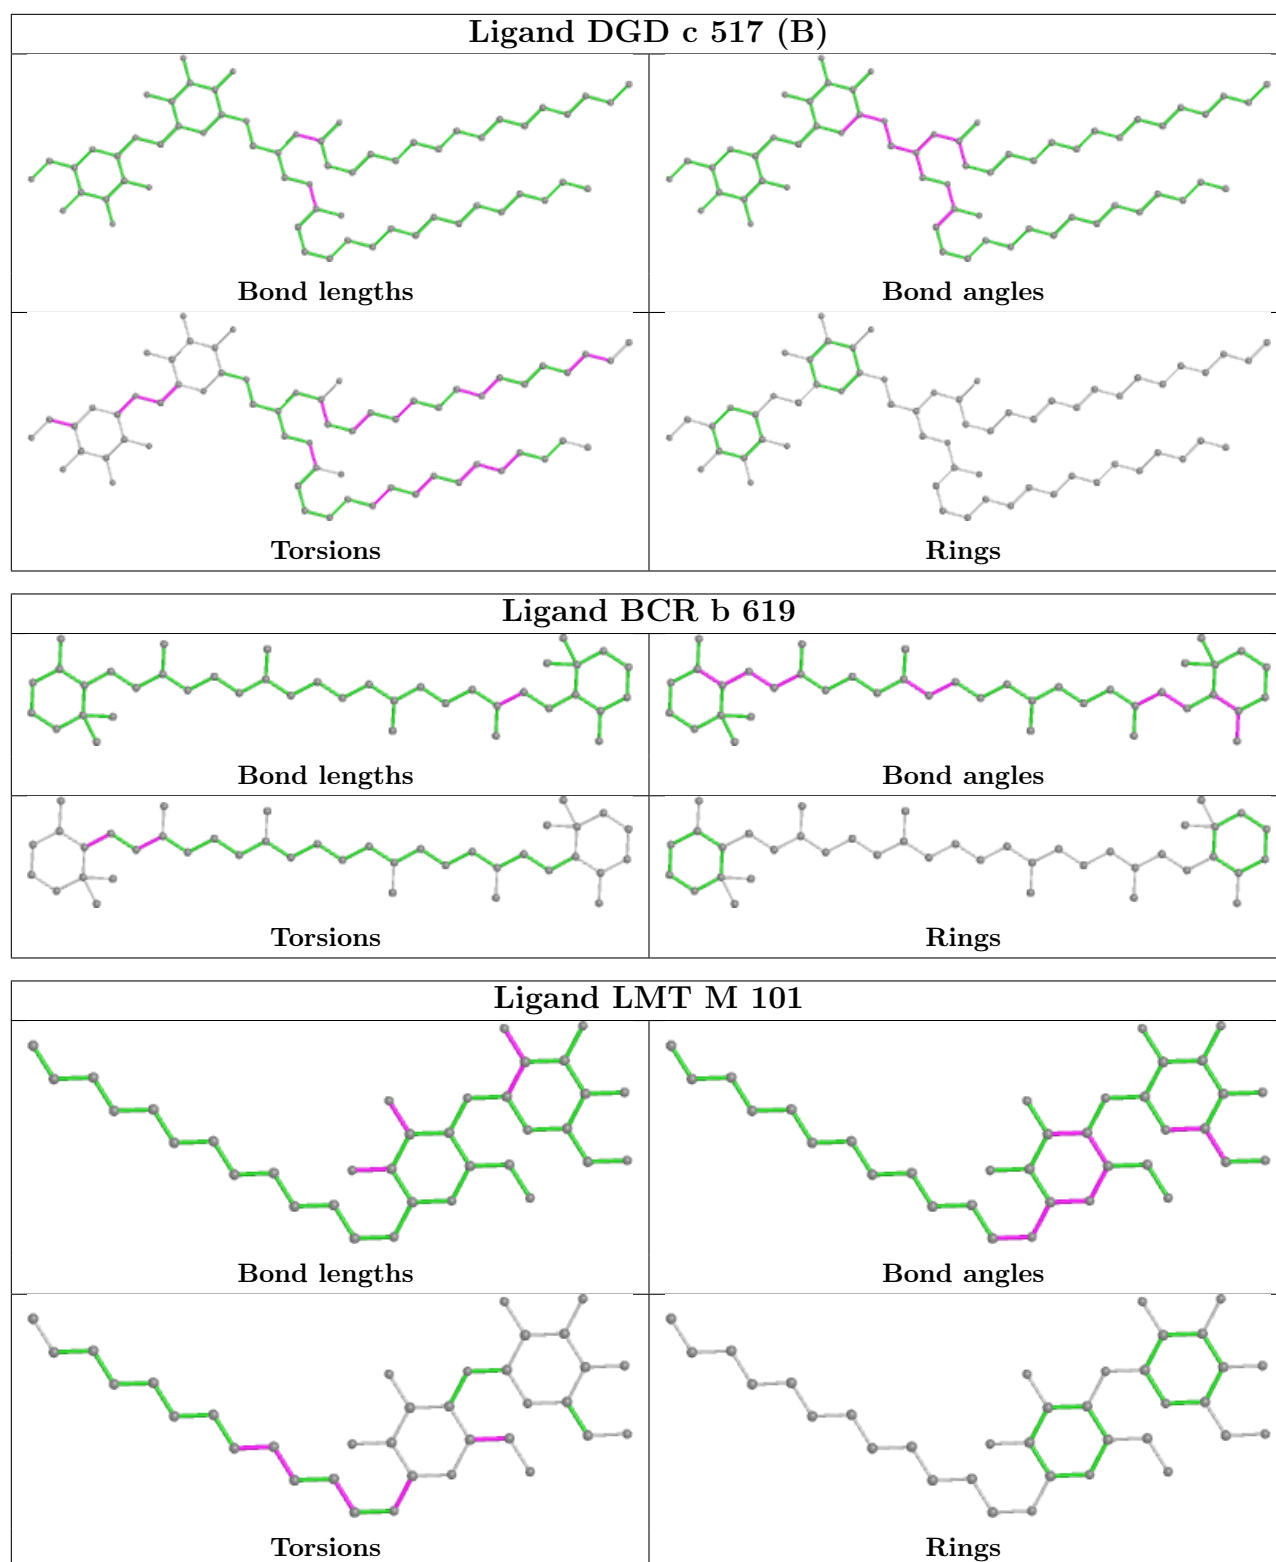 Ligand DGD c 517 (B)
Bond lengths
Bond angles
Torsions
Rings
Ligand BCR b 619
Bond lengths
Bond angles
Torsions
Rings
Ligand LMT M 101
Bond lengths
Bond angles
Torsions
Rings